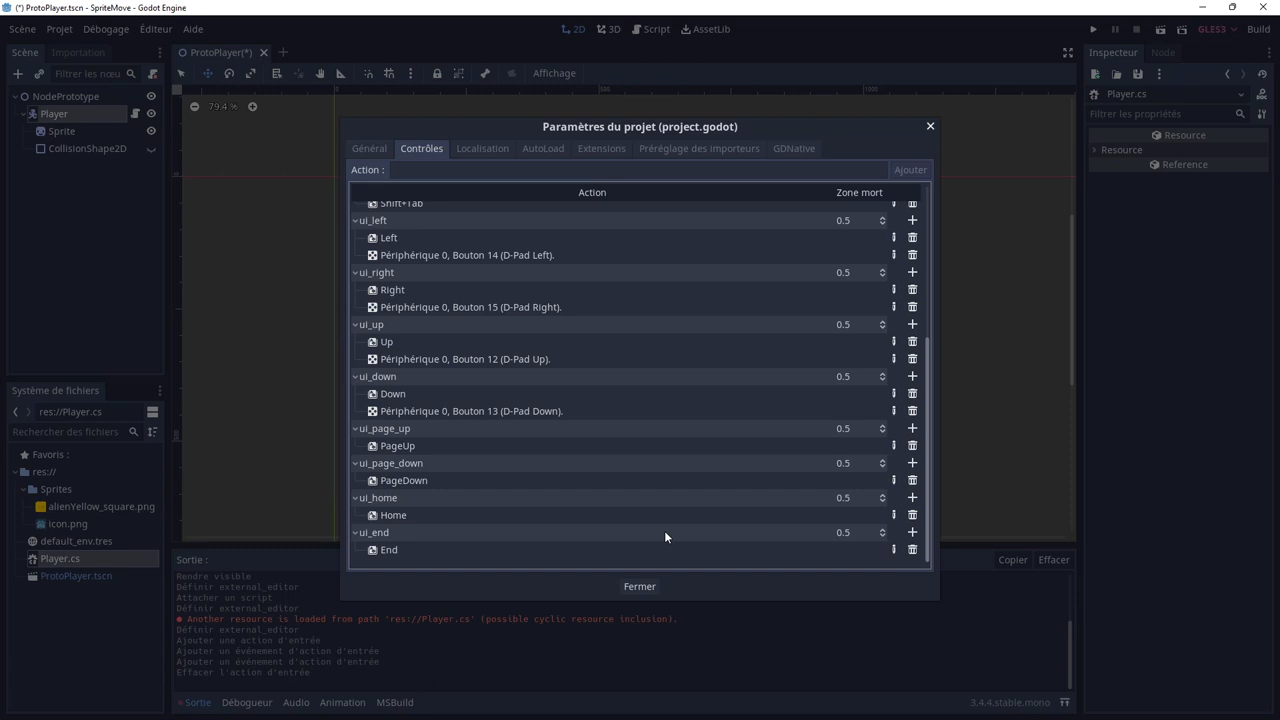 (*) ProtoPlayer.tscn - SpriteMove - Godot Engine
Scène Projet Débogage Éditeur Aide
2D 3D Script AssetLib
GLES3 Build
Scène Importation
Filtrer les nœu
NodePrototype
Player
Sprite
CollisionShape2D
ProtoPlayer(*)
Affichage
79.4 %
0 500 1000
Paramètres du projet (project.godot)
Général Contrôles Localisation AutoLoad Extensions Préréglage des importeurs GDNative
Action : Ajouter
Action Zone mort
Shift+Tab
ui_left 0.5
Left
Périphérique 0, Bouton 14 (D-Pad Left).
ui_right 0.5
Right
Périphérique 0, Bouton 15 (D-Pad Right).
ui_up 0.5
Up
Périphérique 0, Bouton 12 (D-Pad Up).
ui_down 0.5
Down
Périphérique 0, Bouton 13 (D-Pad Down).
ui_page_up 0.5
PageUp
ui_page_down 0.5
PageDown
ui_home 0.5
Home
ui_end 0.5
End
Fermer
Inspecteur Node
Player.cs
Filtrer les propriétés
Resource
Resource
Reference
Système de fichiers
res://Player.cs
Rechercher des fichiers
Favoris :
res://
Sprites
alienYellow_square.png
icon.png
default_env.tres
Player.cs
ProtoPlayer.tscn
Sortie : Copier Effacer
Rendre visible
Définir external_editor
Attacher un script
Définir external_editor
Another resource is loaded from path 'res://Player.cs' (possible cyclic resource inclusion).
Définir external_editor
Ajouter une action d'entrée
Ajouter un événement d'action d'entrée
Ajouter un événement d'action d'entrée
Effacer l'action d'entrée
Sortie Débogueur Audio Animation MSBuild 3.4.4.stable.mono